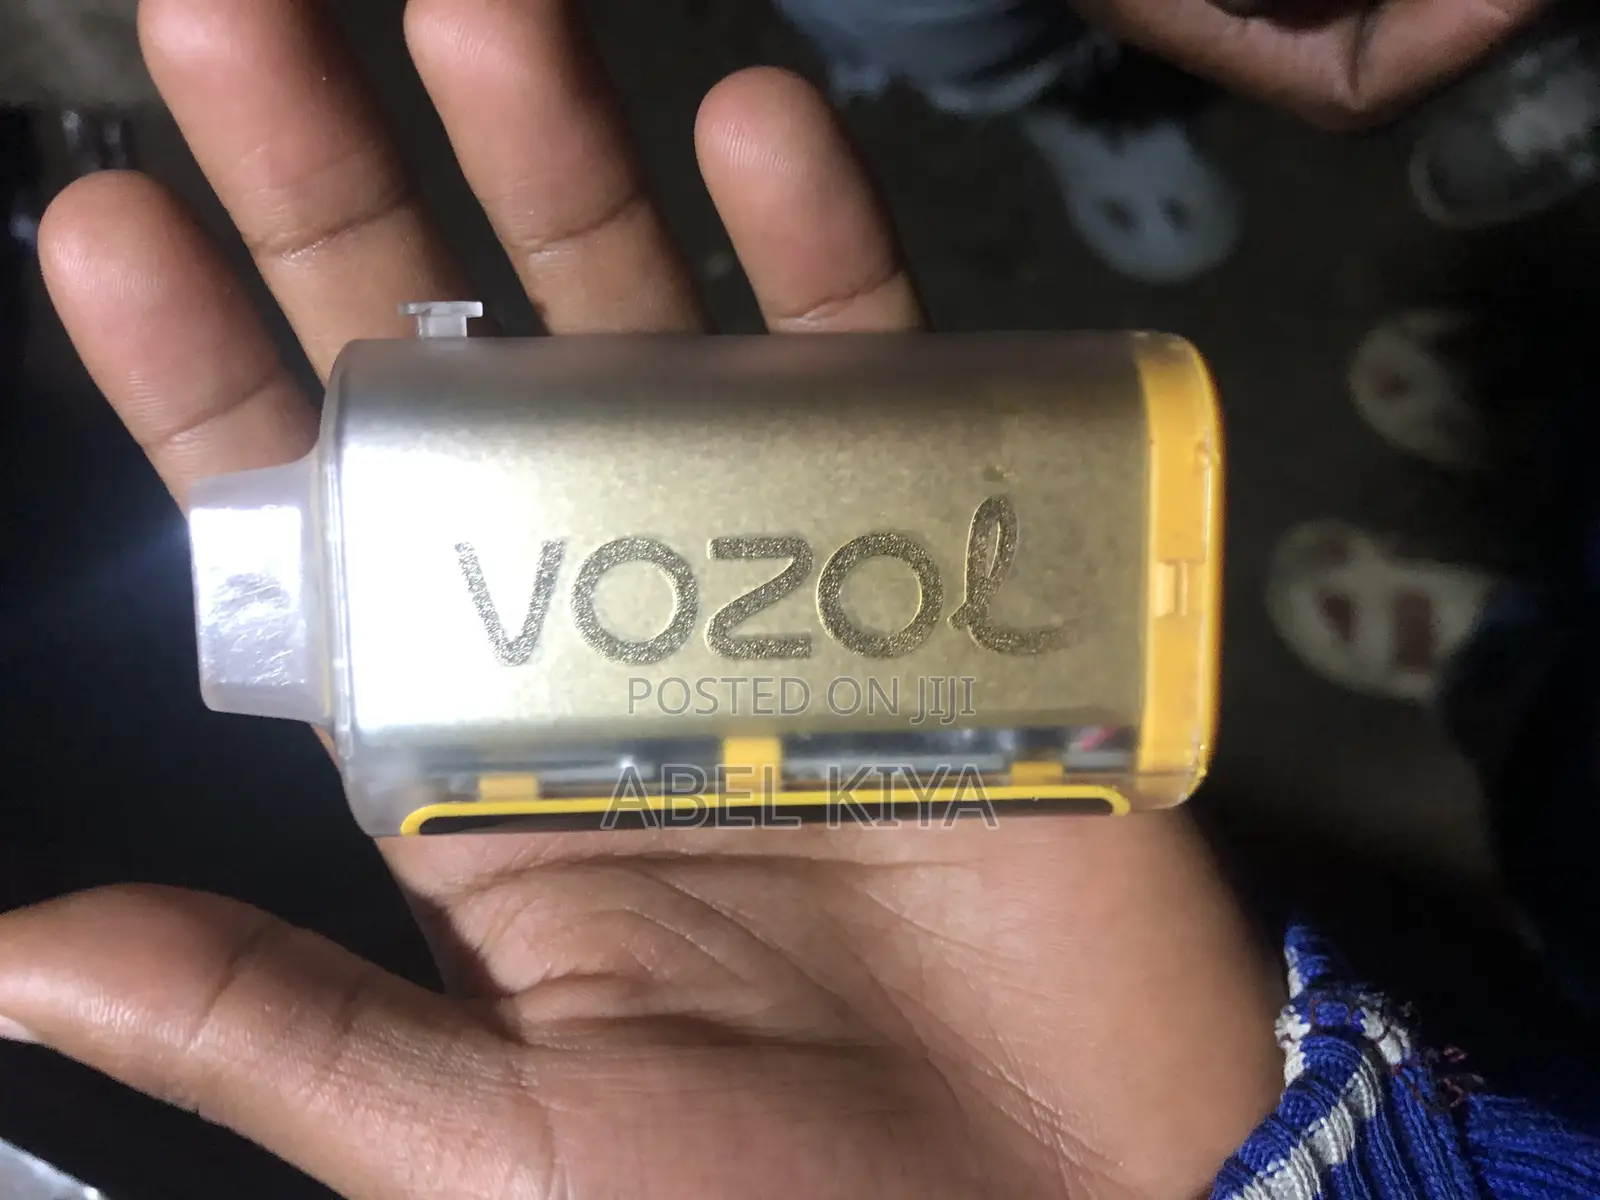 vozol
POSTED ON JIJI
ABEL KIYA